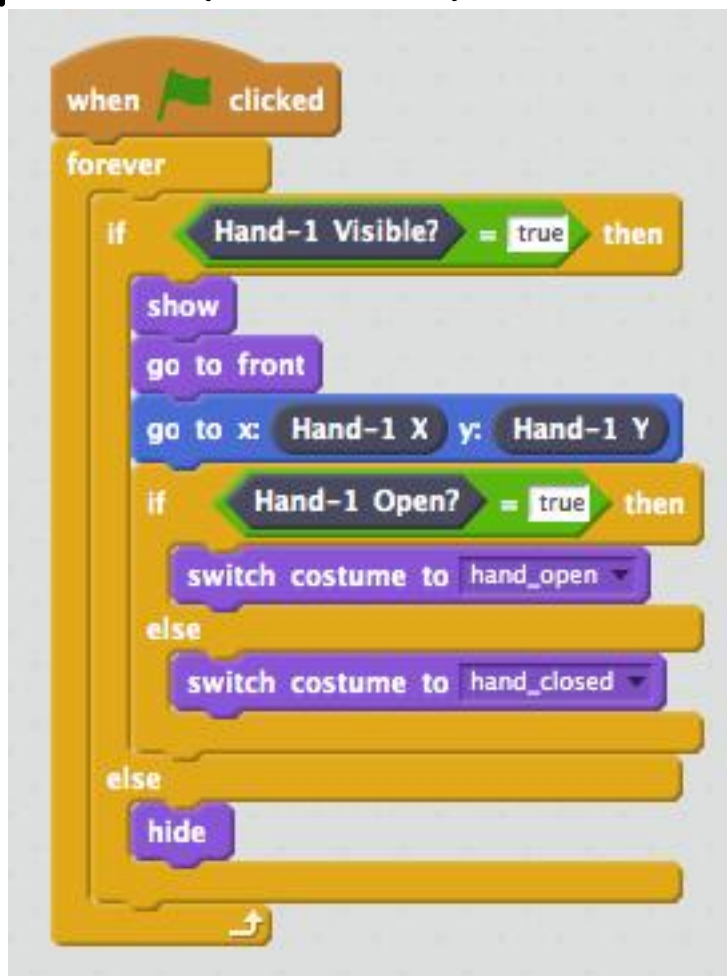 when clicked
forever
if Hand-1 Visible? = true then
show
go to front
go to x: Hand-1 X y: Hand-1 Y
if Hand-1 Open? = true then
switch costume to hand_open
else
switch costume to hand_closed
else
hide